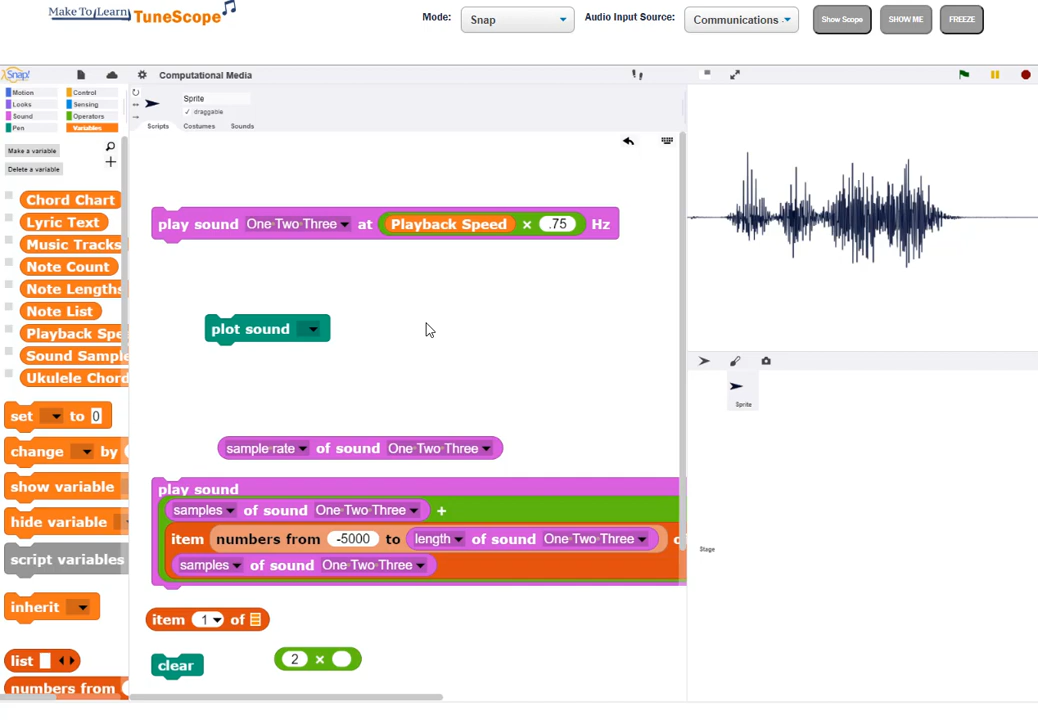 Make To Learn TuneScope
Mode: Snap Audio Input Source: Communications - Show Scope SHOW ME FREEZE
Snap! Computational Media
Motion Control
Looks Sensing
Sound Operators
Pen Variables
Sprite
draggable
Scripts Costumes Sounds
Make a variable
Delete a variable
Chord Chart
Lyric Text
Music Tracks
Note Count
Note Lengths
Note List
Playback Spe
Sound Sample
Ukulele Chord
set to 0
change by
show variable
hide variable
script variables
inherit
list
numbers from
play sound One Two Three at Playback Speed × .75 Hz
plot sound
sample rate of sound One Two Three
play sound
samples of sound One Two Three +
item numbers from -5000 to length of sound One Two Three o
samples of sound One Two Three
item 1 of
clear 2 ×
Sprite
Stage